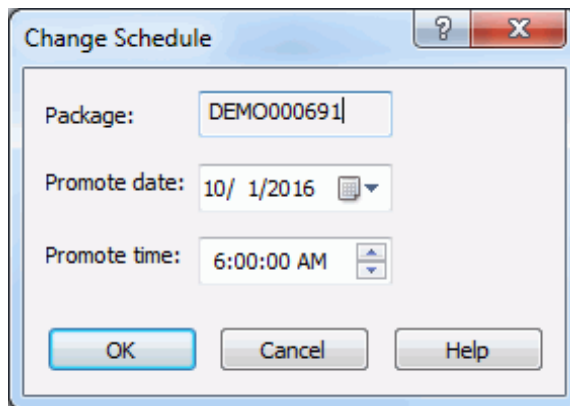 Change Schedule ? X
Package: DEMO000691
Promote date: 10/ 1/2016
Promote time: 6:00:00 AM
OK Cancel Help